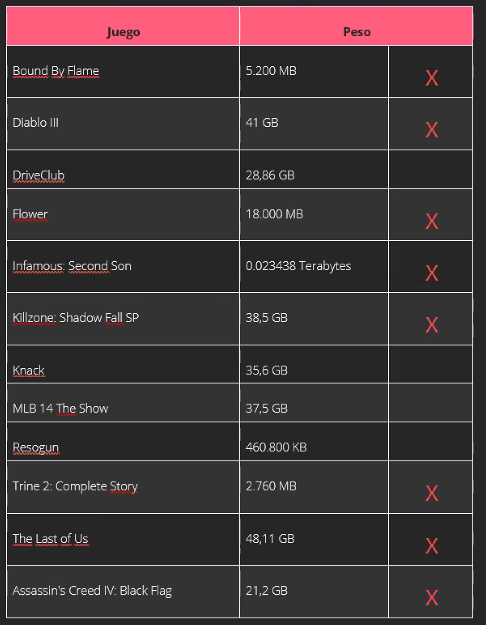 Juego Peso
Bound By Flame 5.200 MB X
Diablo III 41 GB X
DriveClub 28,86 GB
Flower 18.000 MB X
Infamous: Second Son 0.023438 Terabytes X
Killzone: Shadow Fall SP 38,5 GB X
Knack 35,6 GB
MLB 14 The Show 37,5 GB
Resogun 460.800 KB
Trine 2: Complete Story 2.760 MB X
The Last of Us 48,11 GB X
Assassin's Creed IV: Black Flag 21,2 GB X